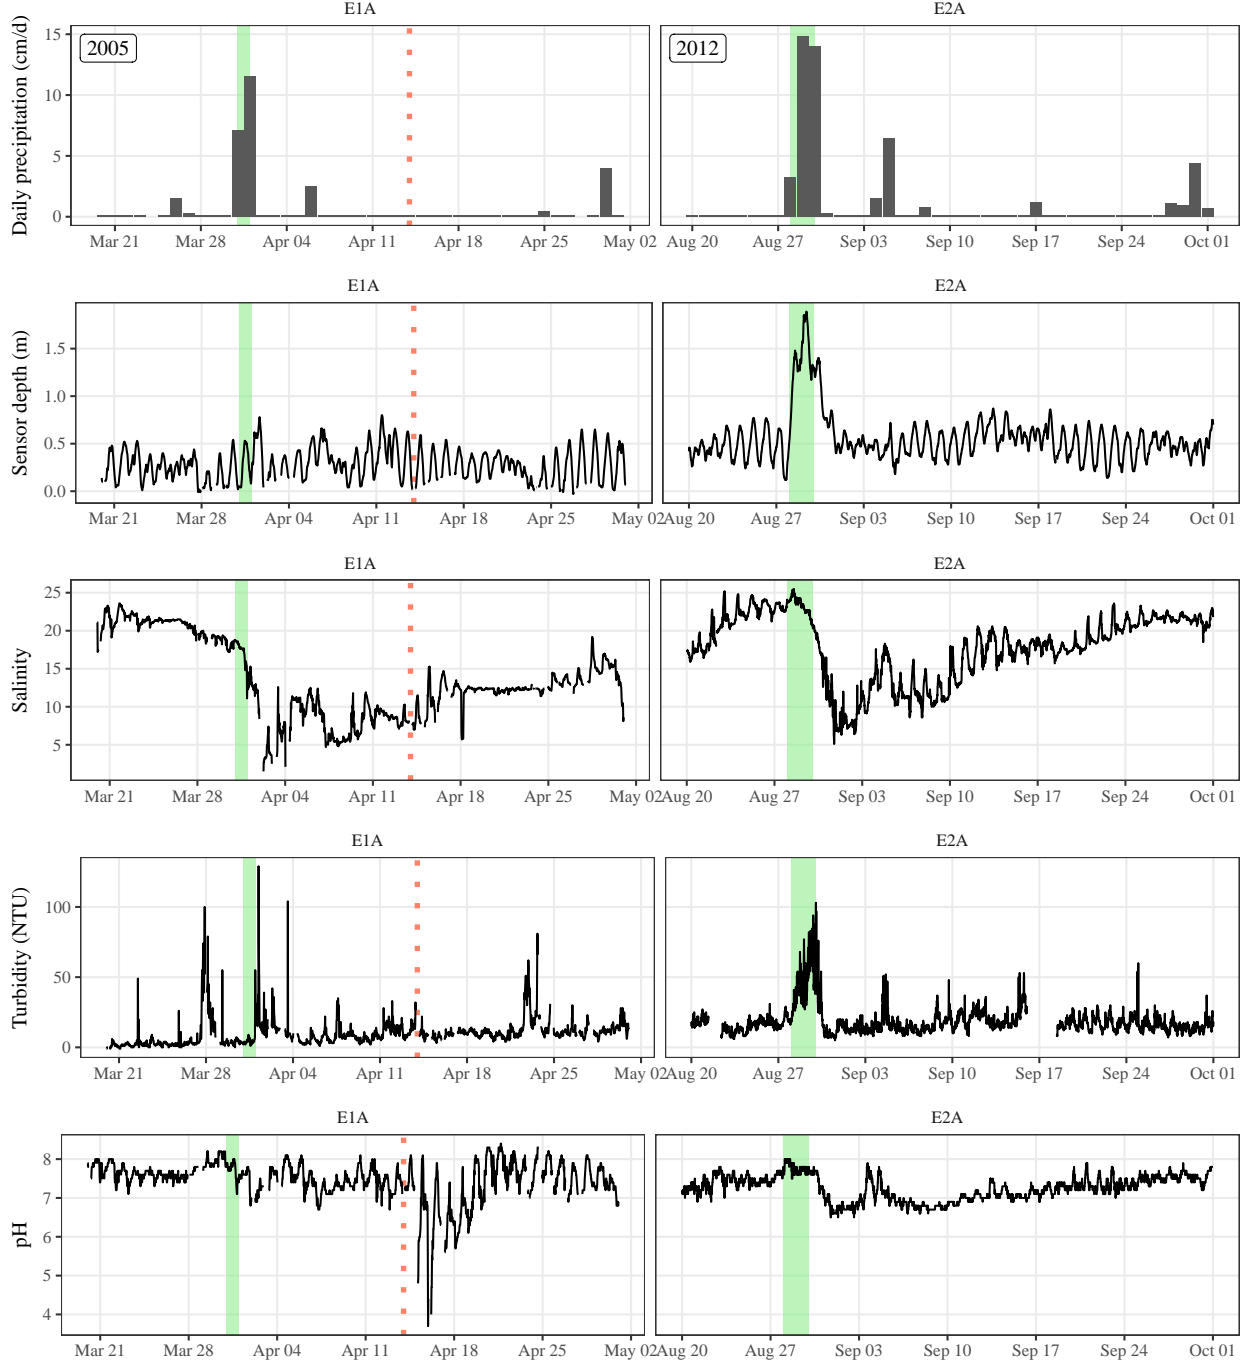 E1A E2A
Daily precipitation (cm/d)
15
10
5
0
2005
2012
Mar 21 Mar 28 Apr 04 Apr 11 Apr 18 Apr 25 May 02
Aug 20 Aug 27 Sep 03 Sep 10 Sep 17 Sep 24 Oct 01
E1A E2A
Sensor depth (m)
1.5
1.0
0.5
0.0
Mar 21 Mar 28 Apr 04 Apr 11 Apr 18 Apr 25 May 02
Aug 20 Aug 27 Sep 03 Sep 10 Sep 17 Sep 24 Oct 01
E1A E2A
Salinity
25
20
15
10
5
Mar 21 Mar 28 Apr 04 Apr 11 Apr 18 Apr 25 May 02
Aug 20 Aug 27 Sep 03 Sep 10 Sep 17 Sep 24 Oct 01
E1A E2A
Turbidity (NTU)
100
50
0
Mar 21 Mar 28 Apr 04 Apr 11 Apr 18 Apr 25 May 02
Aug 20 Aug 27 Sep 03 Sep 10 Sep 17 Sep 24 Oct 01
E1A E2A
pH
8
7
6
5
4
Mar 21 Mar 28 Apr 04 Apr 11 Apr 18 Apr 25 May 02
Aug 20 Aug 27 Sep 03 Sep 10 Sep 17 Sep 24 Oct 01